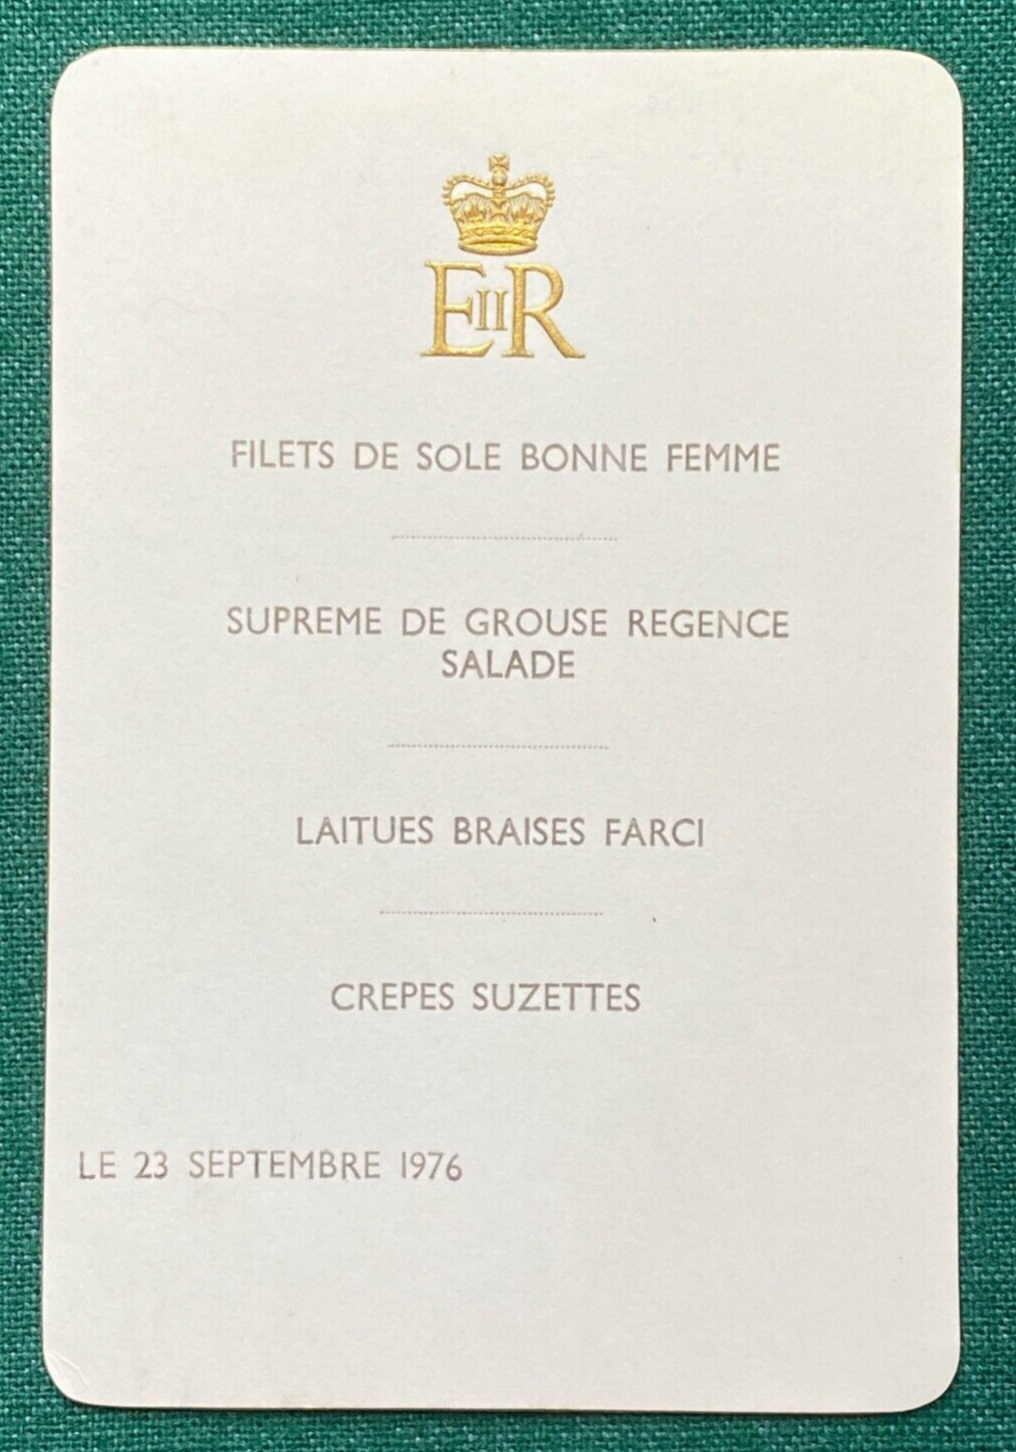 EIIR
FILETS DE SOLE BONNE FEMME
SUPREME DE GROUSE REGENCE
SALADE
LAITUES BRAISES FARCI
CREPES SUZETTES
LE 23 SEPTEMBRE 1976